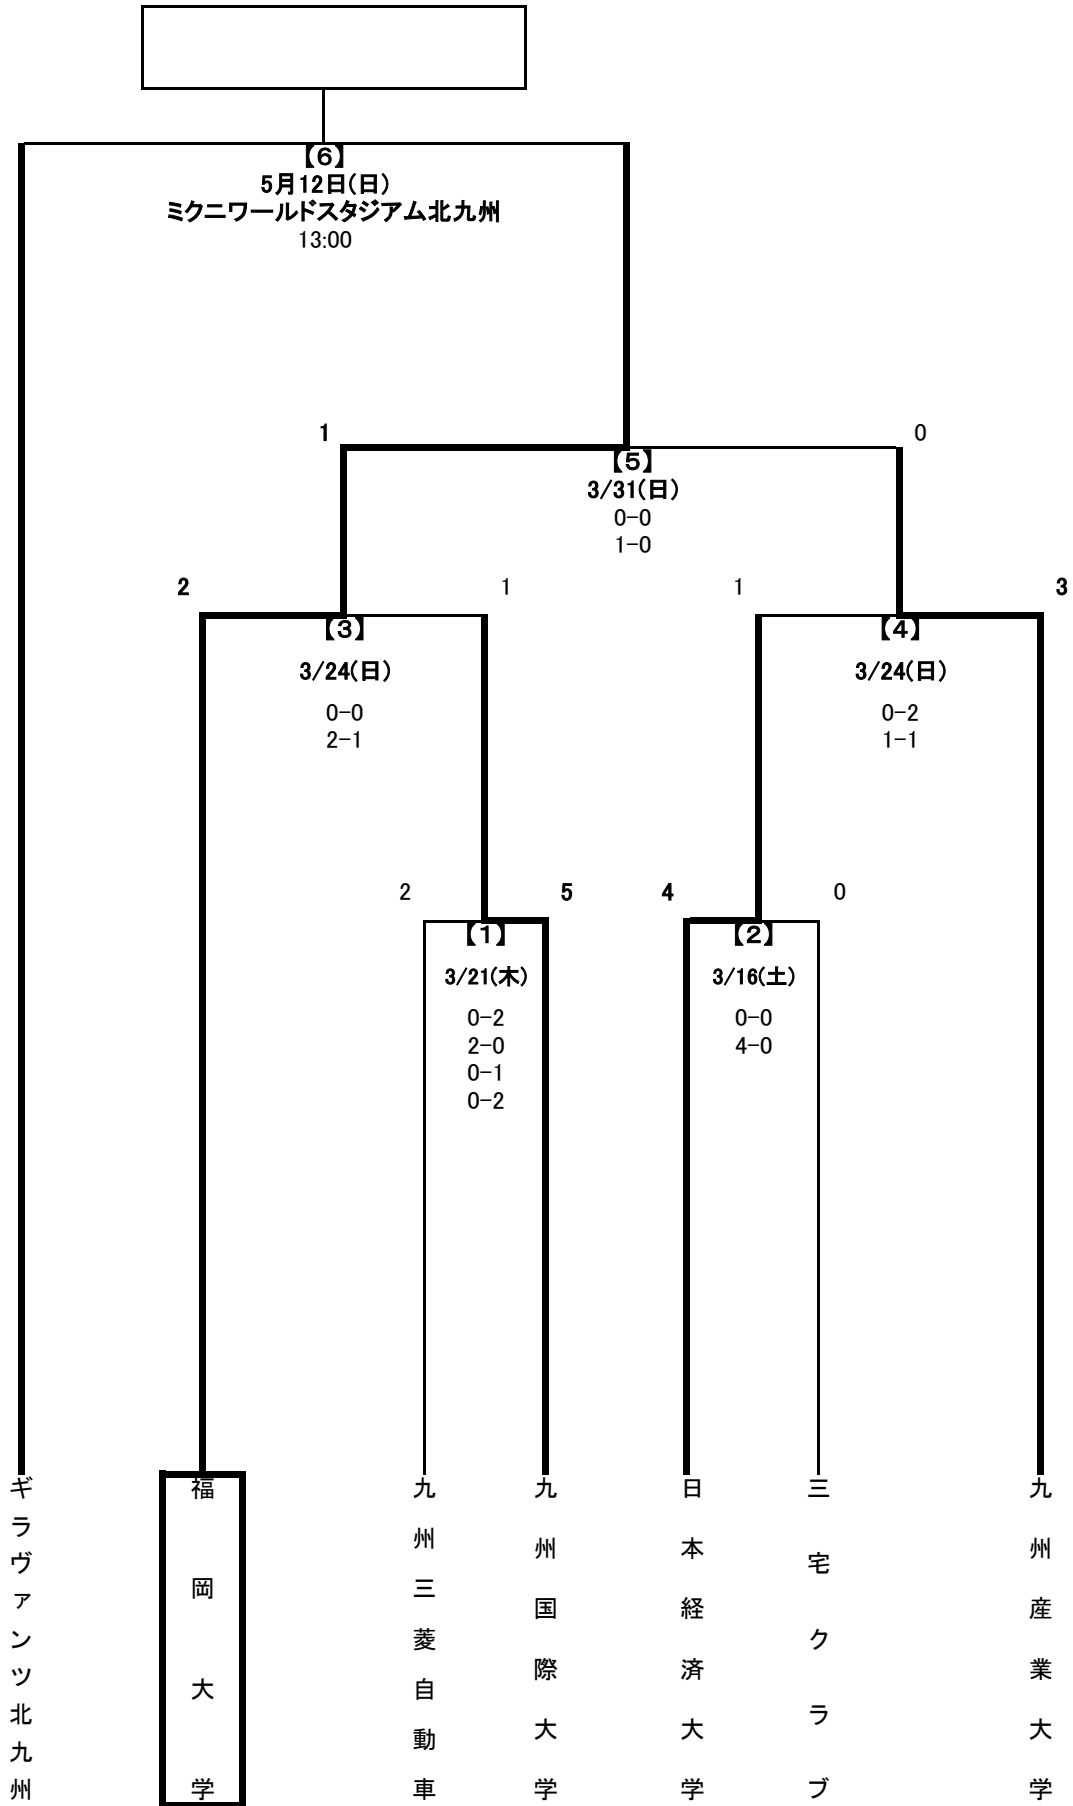 【6】
5月12日(日)
ミクニワールドスタジアム北九州
13:00
1
0
【5】
3/31(日)
0-0
1-0
2
1
1
3
【3】
【4】
3/24(日)
3/24(日)
0-0
0-2
2-1
1-1
2
5
4
0
【1】
【2】
3/21(木)
3/16(土)
0-2
0-0
2-0
4-0
0-1
0-2
ギラヴァンツ北九州
福岡大学
九州三菱自動車
九州国際大学
日本経済大学
三宅クラブ
九州産業大学